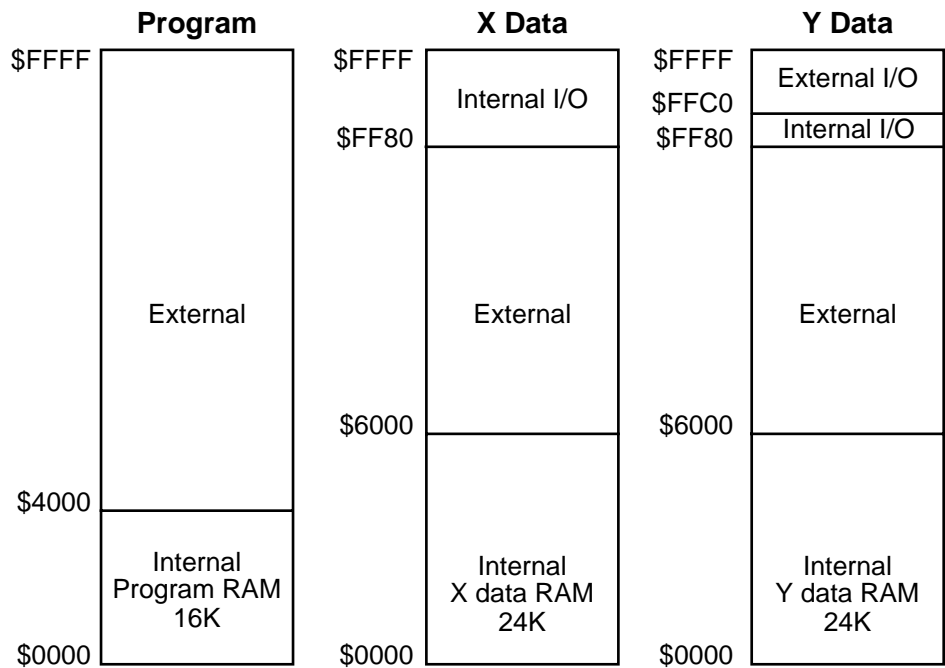 Program
$FFFF
External
$4000
Internal
Program RAM
16K
$0000
X Data
$FFFF
Internal I/O
$FF80
External
$6000
Internal
X data RAM
24K
$0000
Y Data
$FFFF
External I/O
$FFC0
Internal I/O
$FF80
External
$6000
Internal
Y data RAM
24K
$0000